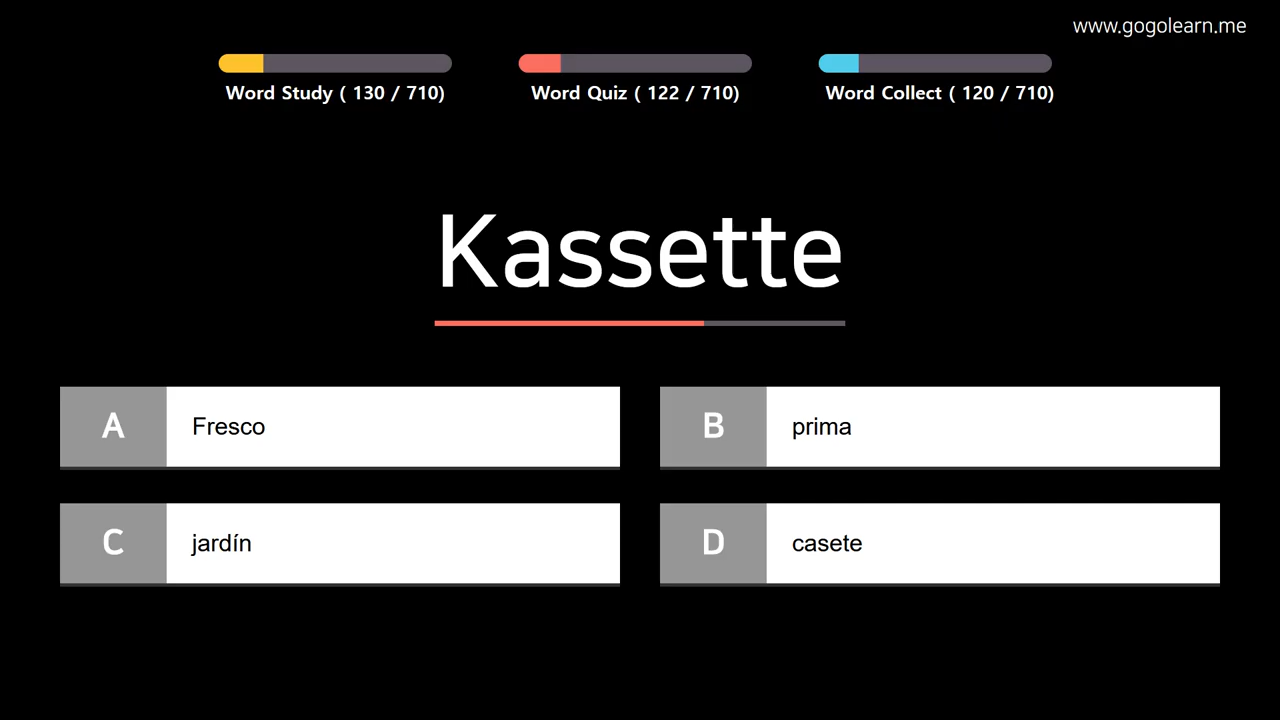 www.gogolearn.me
Word Study ( 130 / 710)
Word Quiz ( 122 / 710)
Word Collect ( 120 / 710)
Kassette
A Fresco
B prima
C jardín
D casete